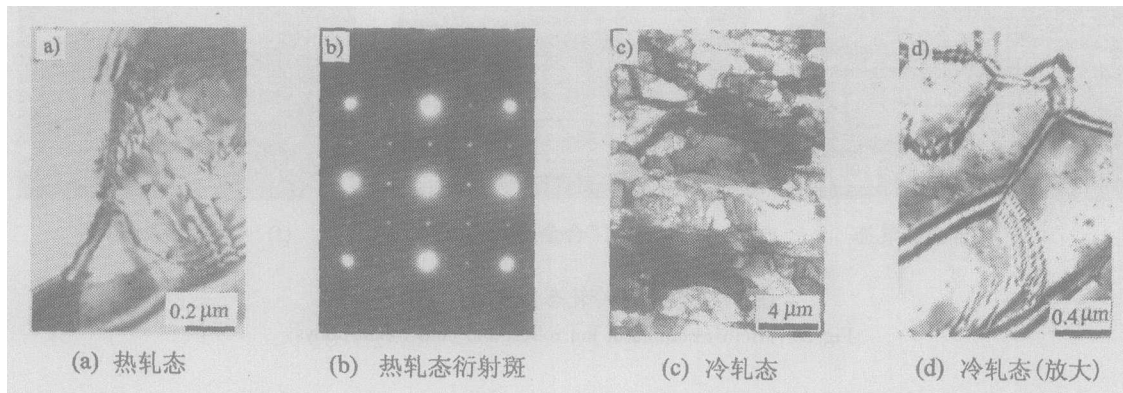 a)
b)
c)
d)
0.2 μm
4 μm
0.4 μm
(a) 热轧态
(b) 热轧态衍射斑
(c) 冷轧态
(d) 冷轧态(放大)